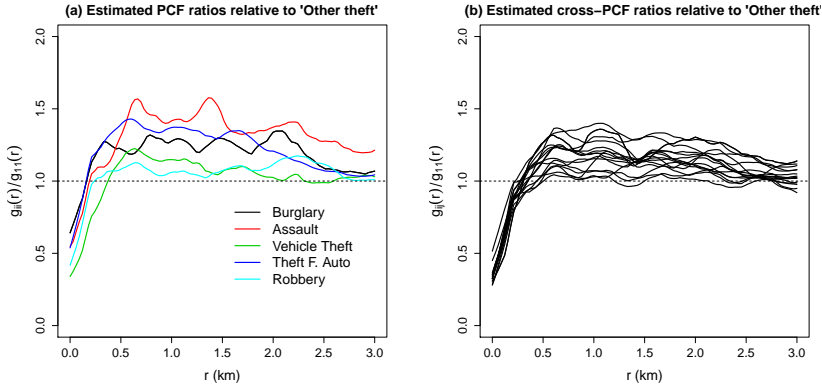 (a) Estimated PCF ratios relative to 'Other theft'
2.0
1.5
1.0
0.5
0.0
g_ii(r)/g_11(r)
Burglary
Assault
Vehicle Theft
Theft F. Auto
Robbery
0.0 0.5 1.0 1.5 2.0 2.5 3.0
r (km)
(b) Estimated cross−PCF ratios relative to 'Other theft'
2.0
1.5
1.0
0.5
0.0
g_ij(r)/g_11(r)
0.0 0.5 1.0 1.5 2.0 2.5 3.0
r (km)